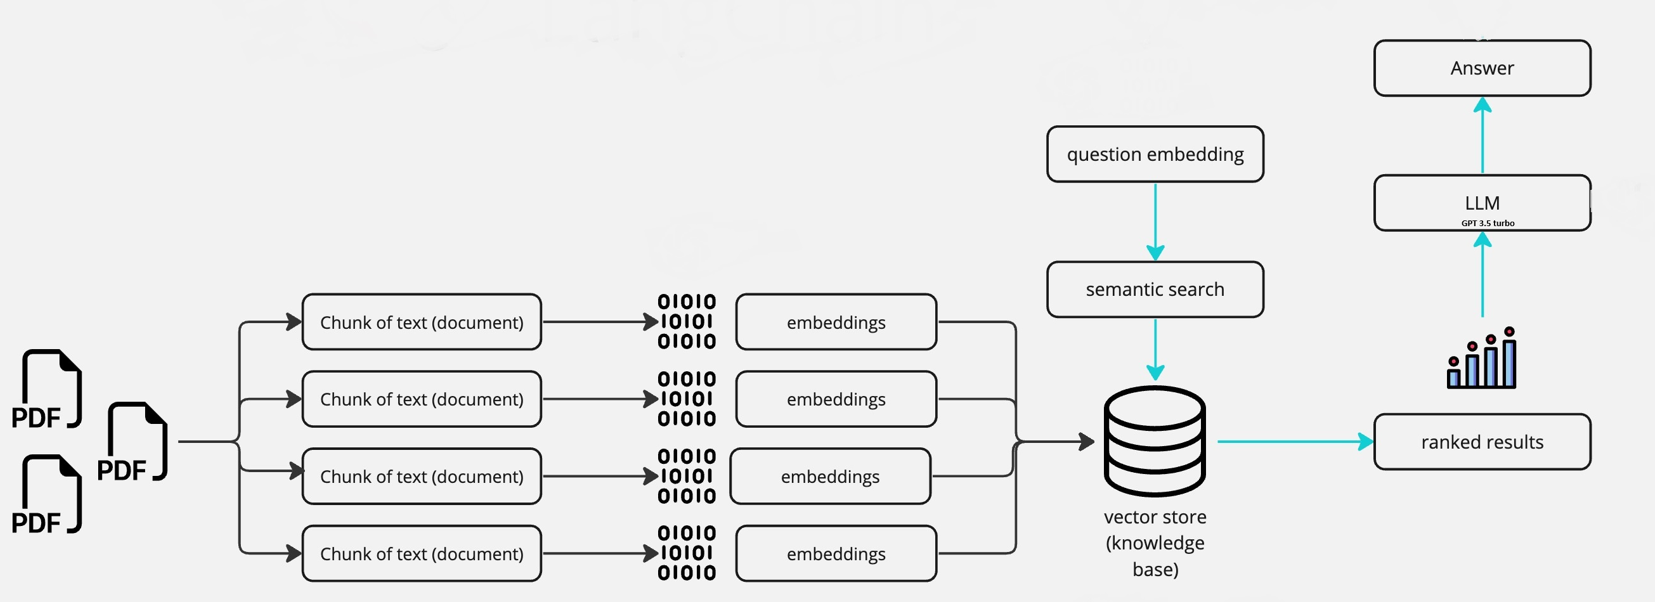 Answer
question embedding
LLM
GPT 3.5 turbo
semantic search
01010
10101
01010
Chunk of text (document)
embeddings
PDF
01010
10101
01010
Chunk of text (document)
embeddings
PDF
ranked results
01010
10101
01010
Chunk of text (document)
embeddings
PDF
01010
10101
01010
Chunk of text (document)
embeddings
vector store
(knowledge
base)